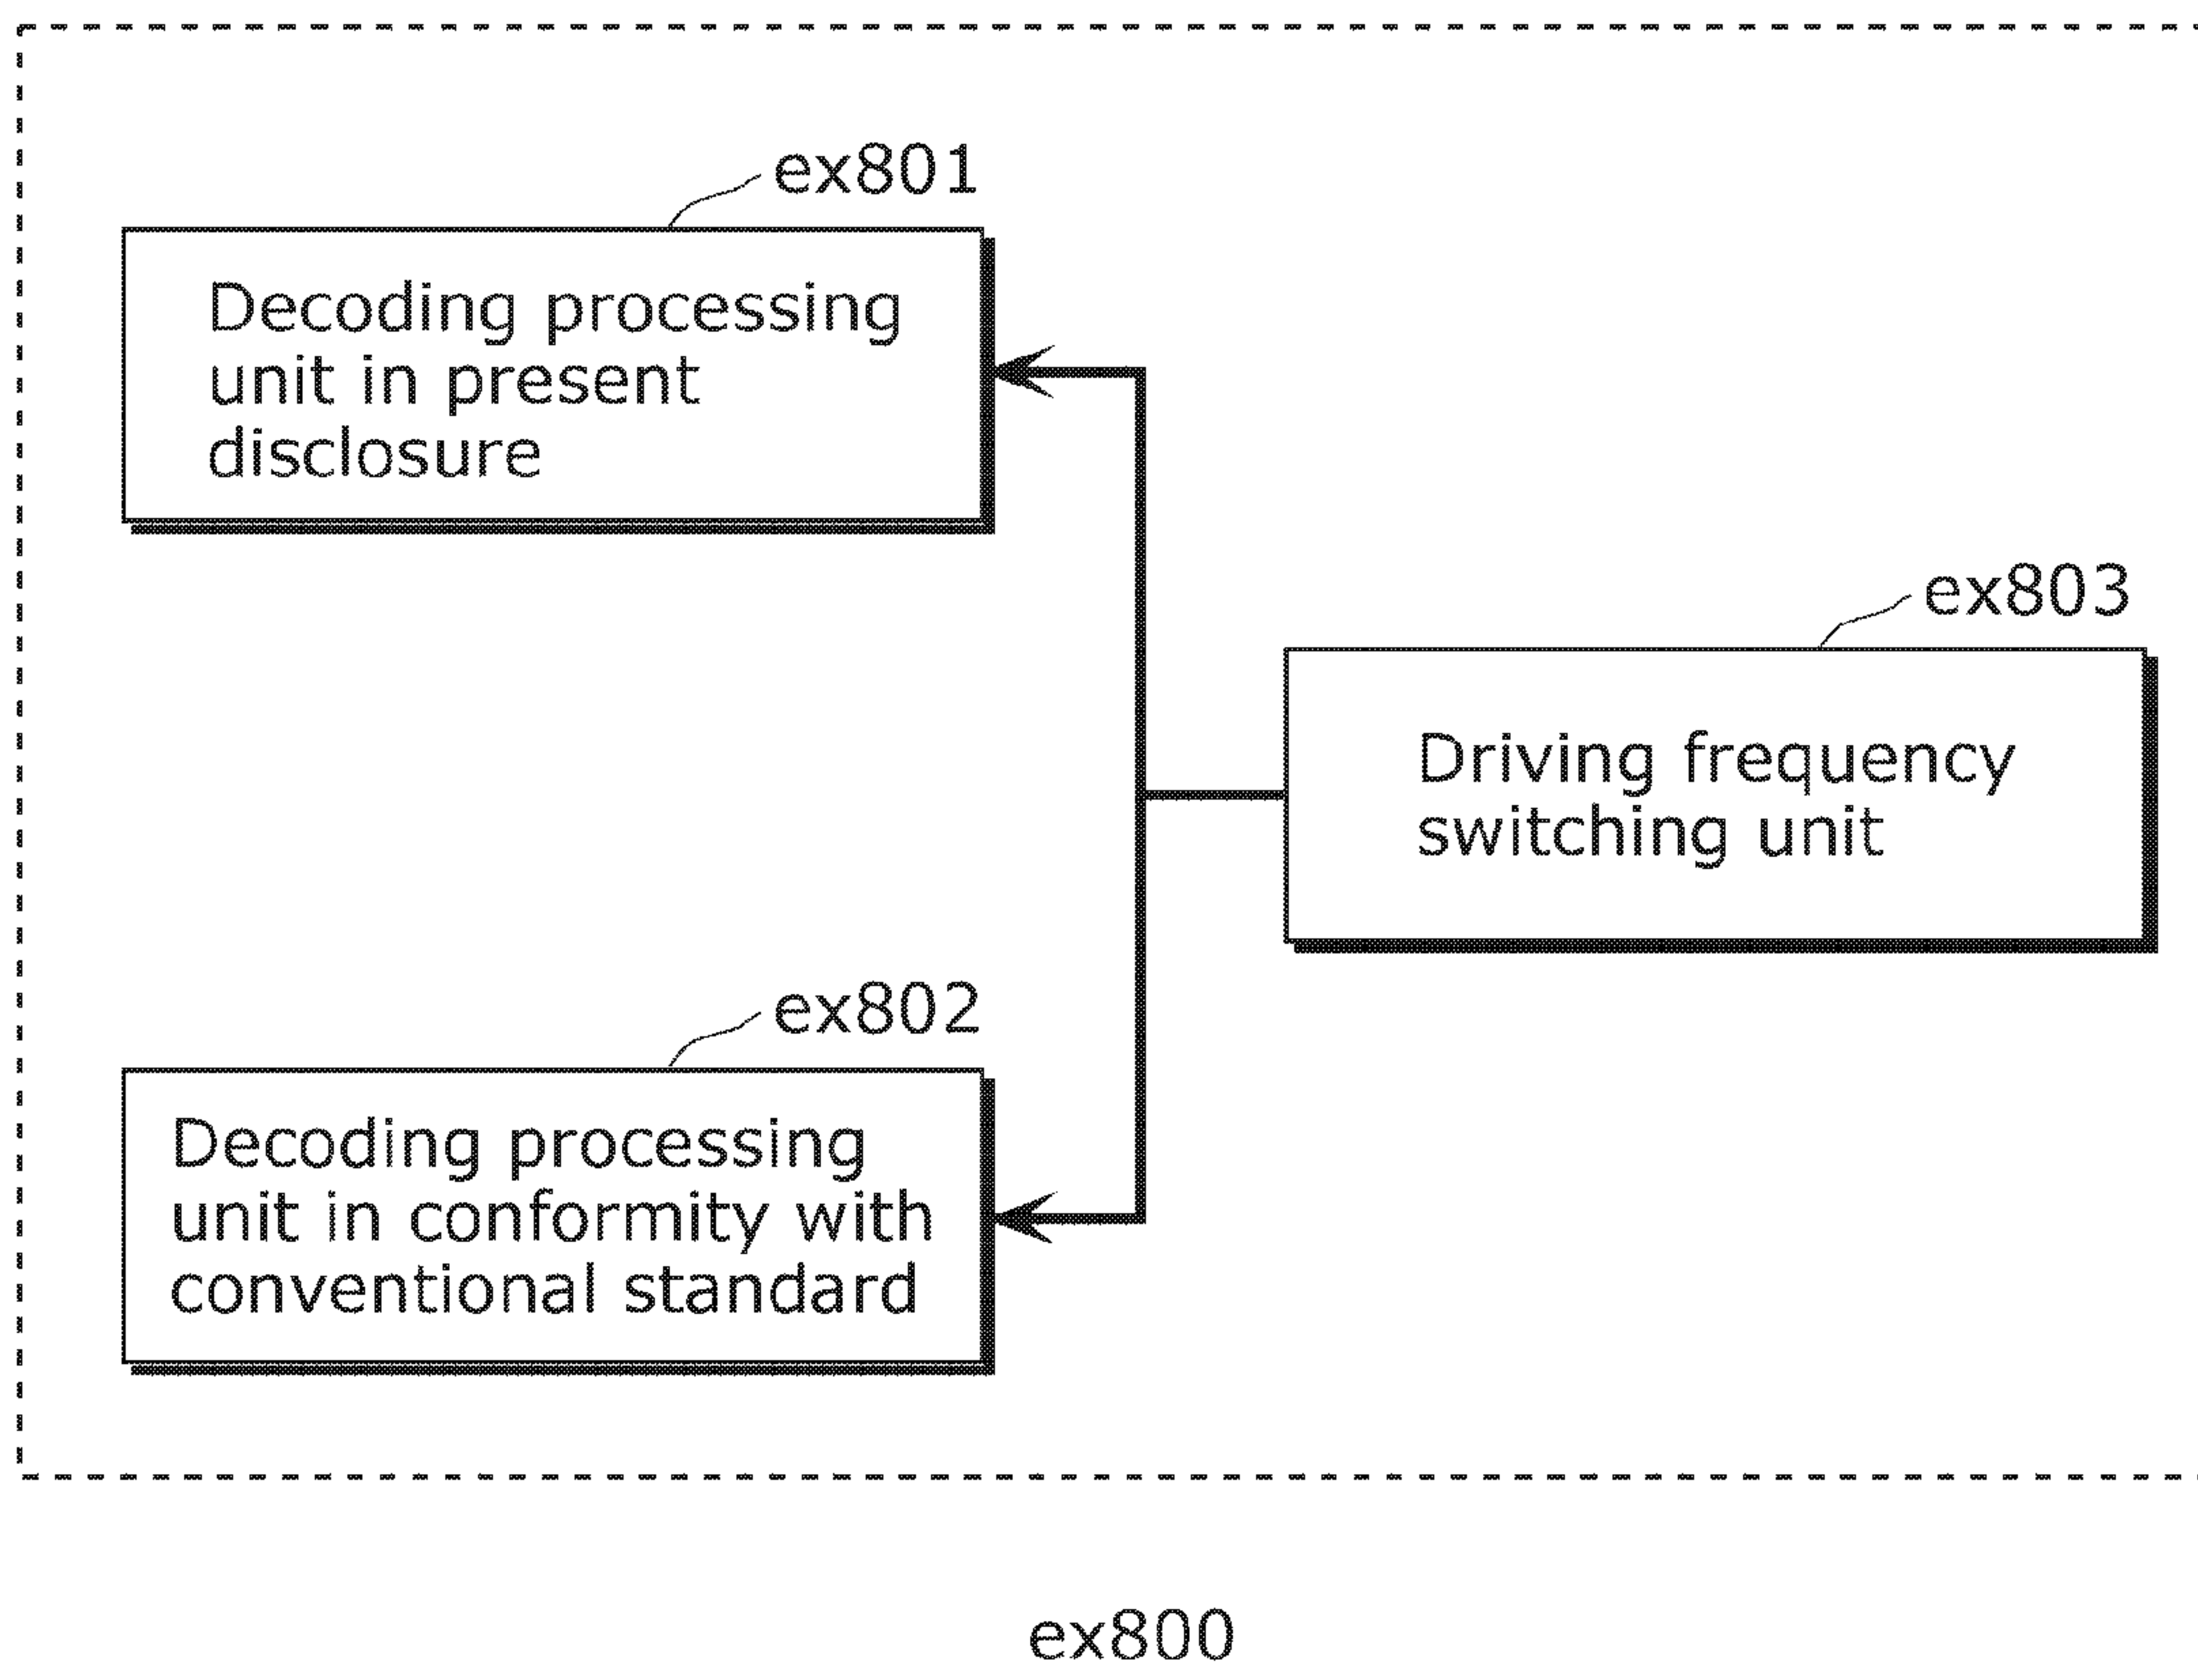 ex801
Decoding processing
unit in present
disclosure
ex803
Driving frequency
switching unit
ex802
Decoding processing
unit in conformity with
conventional standard
ex800